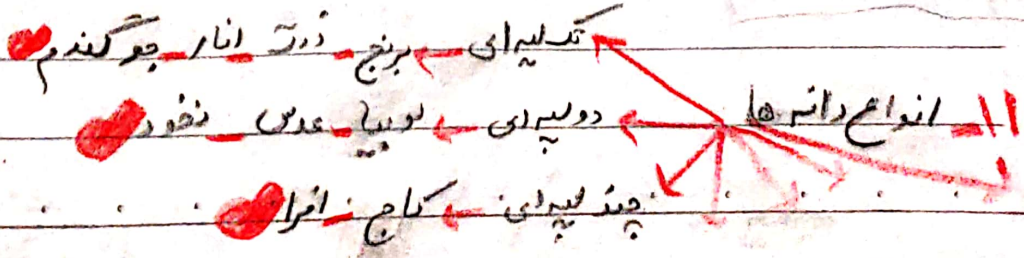 تک لپه ای ← برنج - ذرت - انار - جو گندم
۱۱- انواع دانه ها دو لپه ای ← لوبیا - عدس - نخود
چند لپه ای ← کاج - افرا